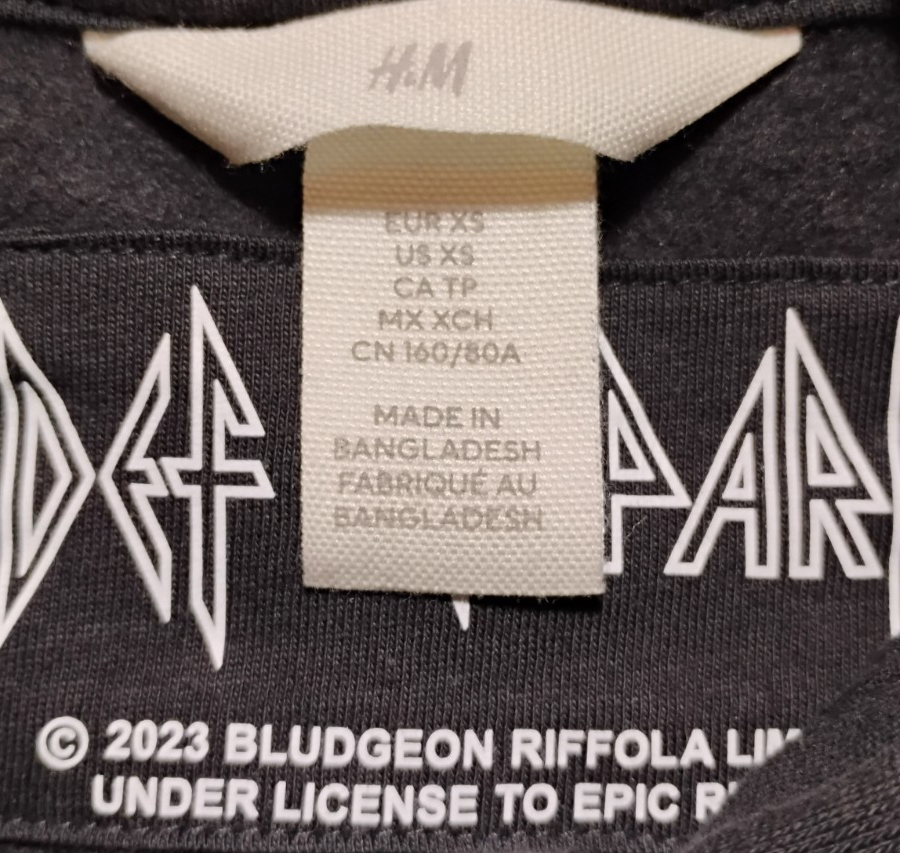 H&M
EUR XS
US XS
CA TP
MX XCH
CN 160/80A
MADE IN
BANGLADESH
FABRIQUÉ AU
BANGLADESH
DEF PAR
© 2023 BLUDGEON RIFFOLA LIM
UNDER LICENSE TO EPIC